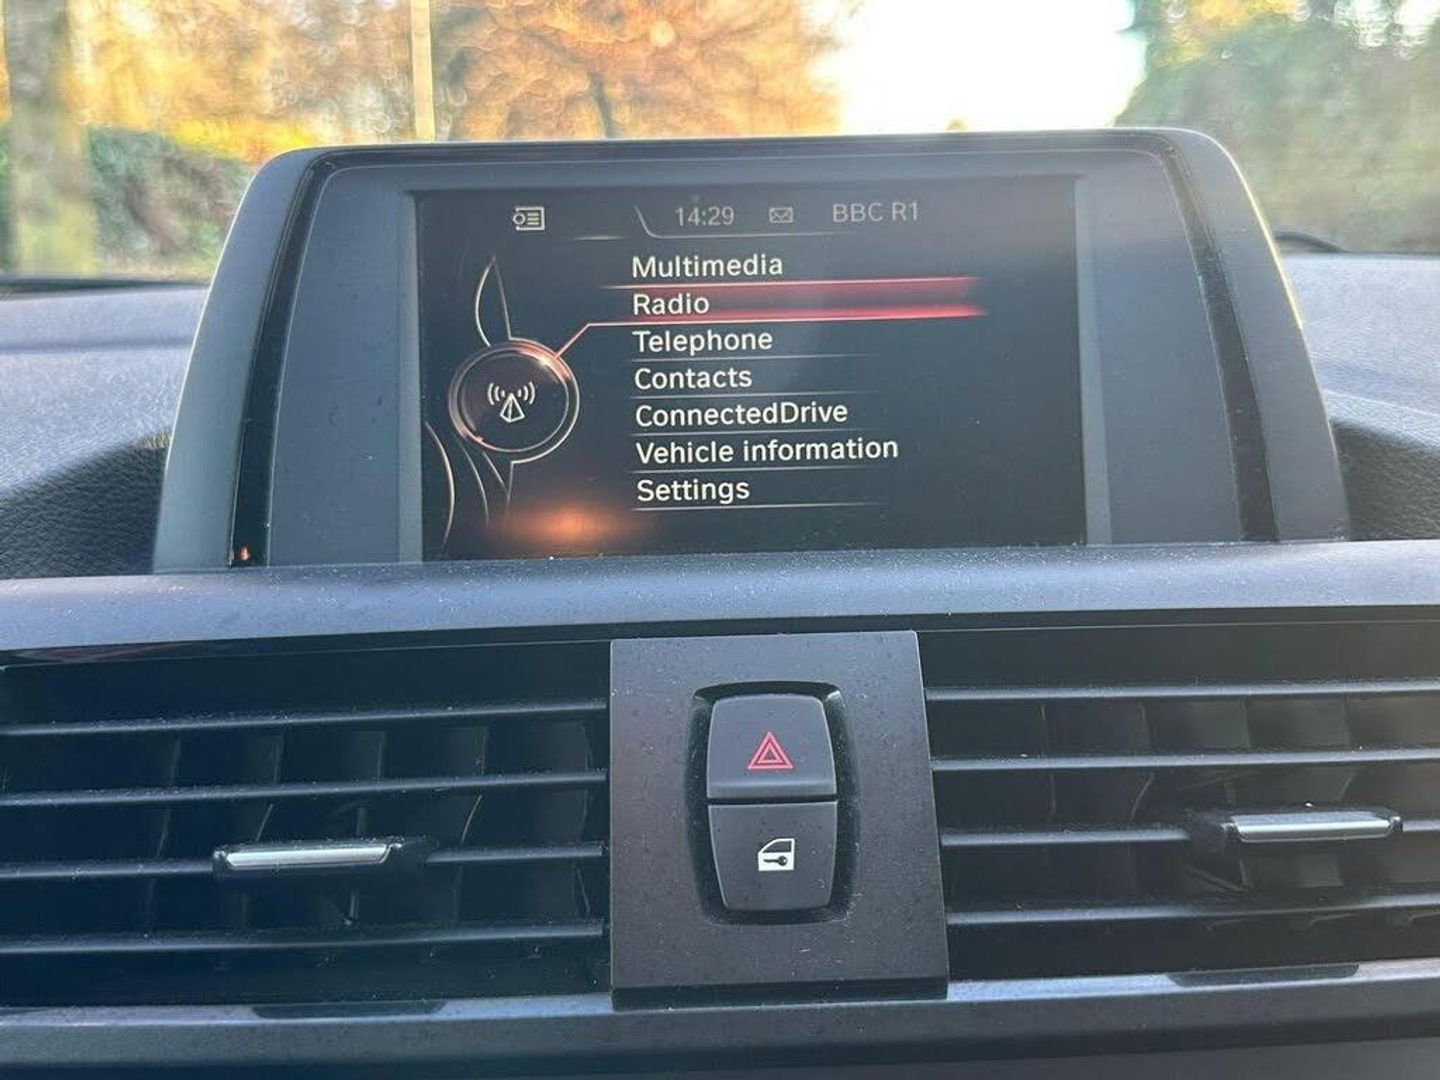 14:29 BBC R1
Multimedia
Radio
Telephone
Contacts
ConnectedDrive
Vehicle information
Settings